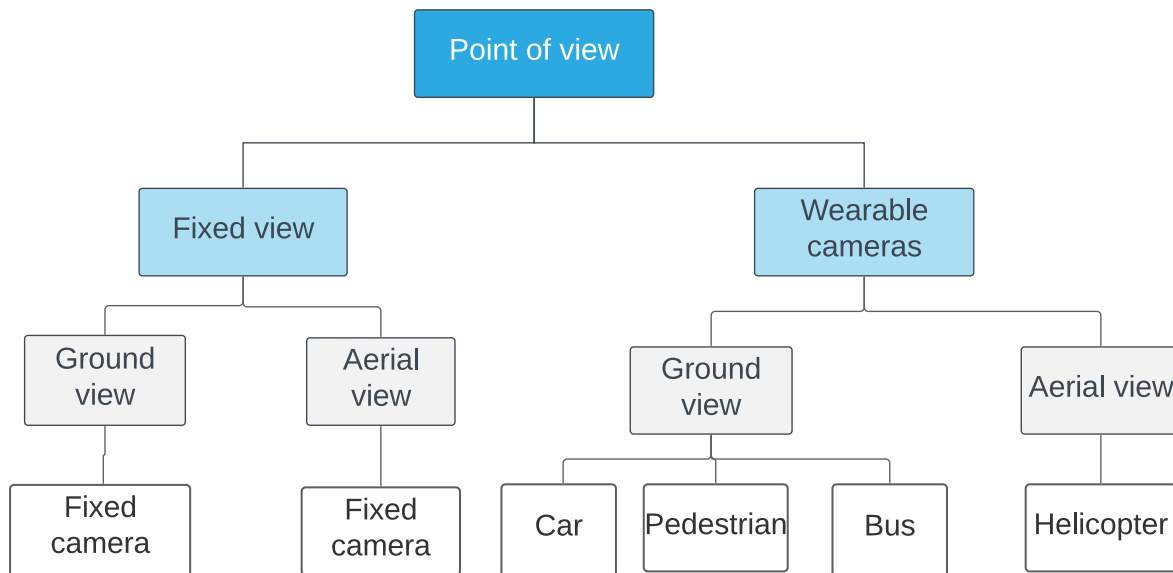 Point of view
Fixed view
Wearable
cameras
Ground
view
Aerial
view
Ground
view
Aerial view
Fixed
camera
Fixed
camera
Car
Pedestrian
Bus
Helicopter